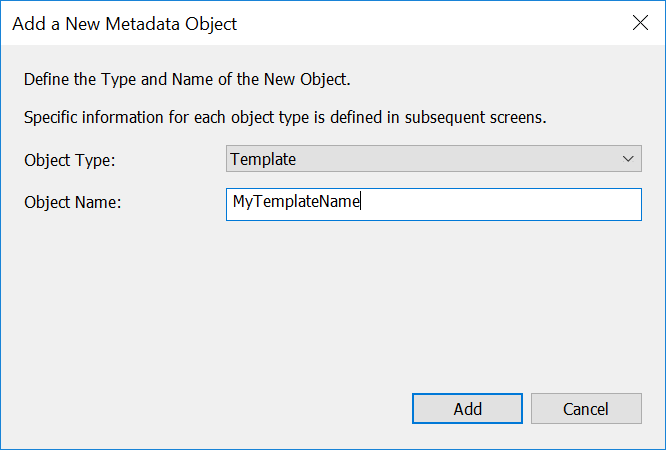 Add a New Metadata Object
Define the Type and Name of the New Object.
Specific information for each object type is defined in subsequent screens.
Object Type: Template
Object Name: MyTemplateName
Add Cancel